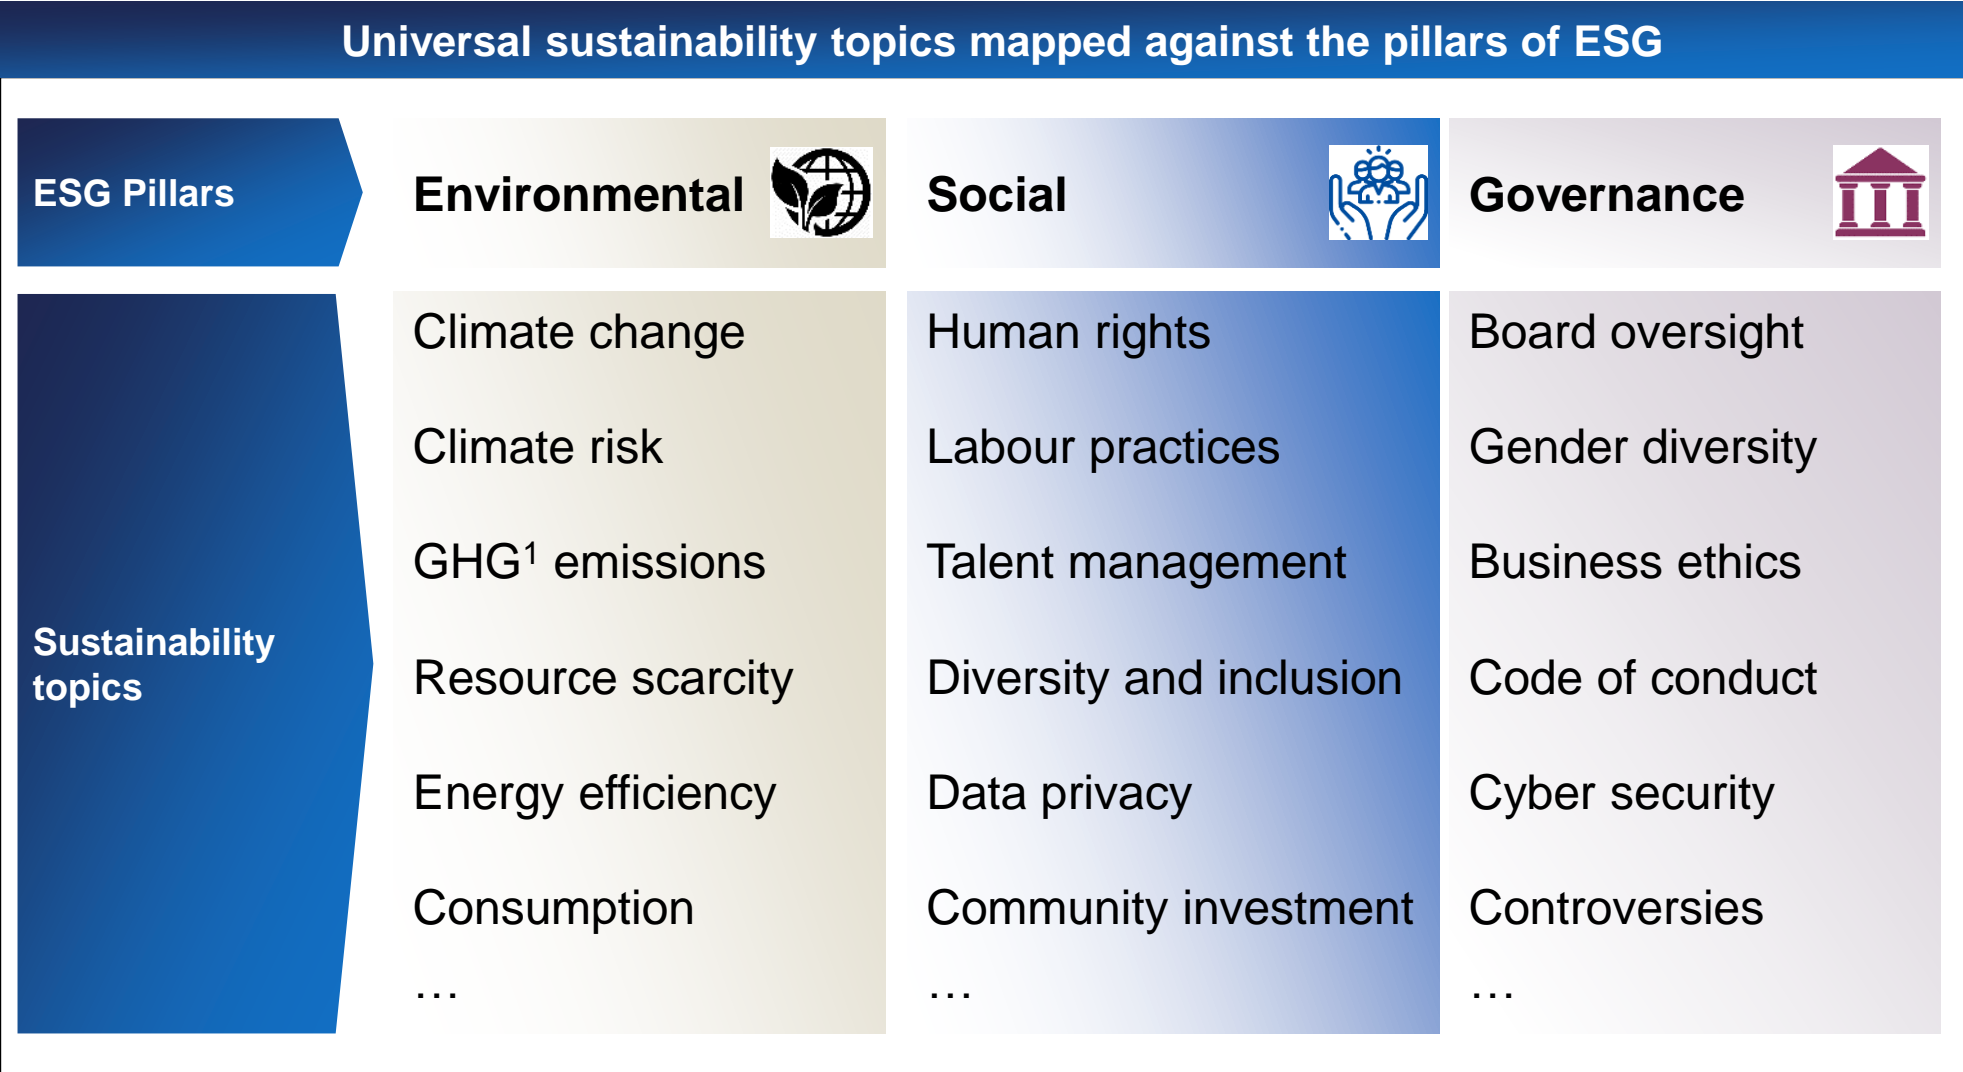 Universal sustainability topics mapped against the pillars of ESG
ESG Pillars
Environmental
Social
Governance
Sustainability
topics
Climate change
Climate risk
GHG¹ emissions
Resource scarcity
Energy efficiency
Consumption
…
Human rights
Labour practices
Talent management
Diversity and inclusion
Data privacy
Community investment
…
Board oversight
Gender diversity
Business ethics
Code of conduct
Cyber security
Controversies
…